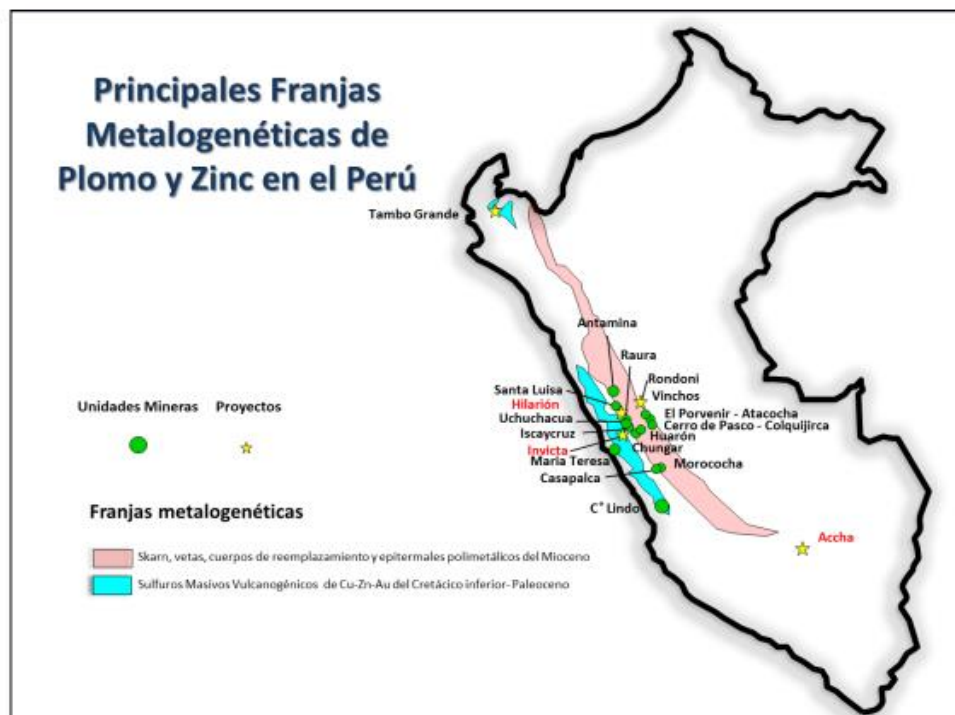 Principales Franjas
Metalogenéticas de
Plomo y Zinc en el Perú
Tambo Grande
Antamina
Raura
Santa Luisa
Rondoni
Hilarión
Vinchos
Uchuchacua
El Porvenir - Atacocha
Cerro de Pasco - Colquijirca
Iscaycruz
Huarón
Invicta
Chungar
María Teresa
Morococha
Casapalca
C° Lindo
Accha
Unidades Mineras
Proyectos
Franjas metalogenéticas
Skarn, vetas, cuerpos de reemplazamiento y epitermales polimetálicos del Mioceno
Sulfuros Masivos Vulcanogénicos de Cu-Zn-Au del Cretácico inferior-Paleoceno